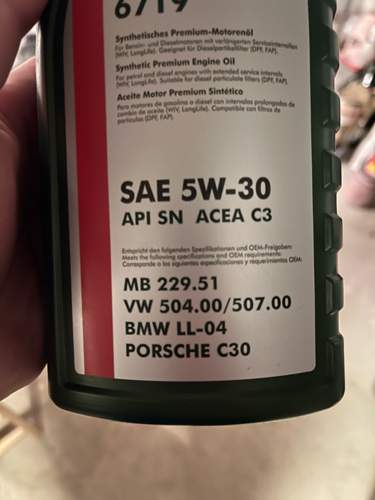 6719
Synthetisches Premium-Motorenöl
Für Benzin- und Dieselmotoren mit verlängerten Serviceintervallen
(WIV, LongLife). Geeignet für Dieselpartikelfilter (DPF, FAP).
Synthetic Premium Engine Oil
For petrol and diesel engines with extended service intervals
(WIV, LongLife). Suitable for diesel particulate filters (DPF, FAP).
Aceite Motor Premium Sintético
Para motores de gasolina o diesel con intervalos prolongados de
cambio de aceite (WIV, LongLife). Compatible con filtros de
partículas (DPF, FAP).
SAE 5W-30
API SN ACEA C3
Entspricht den folgenden Spezifikationen und OEM-Freigaben:
Meets the following specifications and OEM requirements:
Corresponde a las siguientes especificaciones y requerimientos OEM:
MB 229.51
VW 504.00/507.00
BMW LL-04
PORSCHE C30